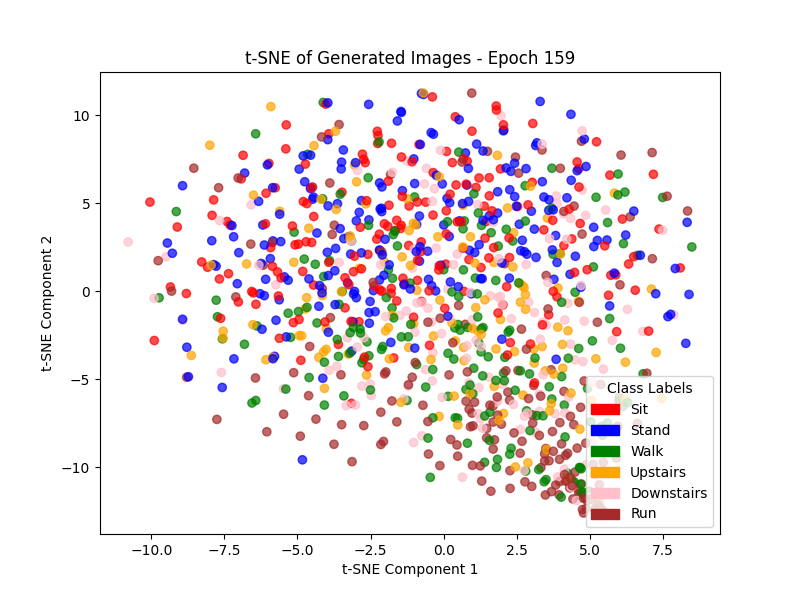 t-SNE of Generated Images - Epoch 159
t-SNE Component 2
10
5
0
−5
−10
Class Labels
Sit
Stand
Walk
Upstairs
Downstairs
Run
−10.0 −7.5 −5.0 −2.5 0.0 2.5 5.0 7.5
t-SNE Component 1